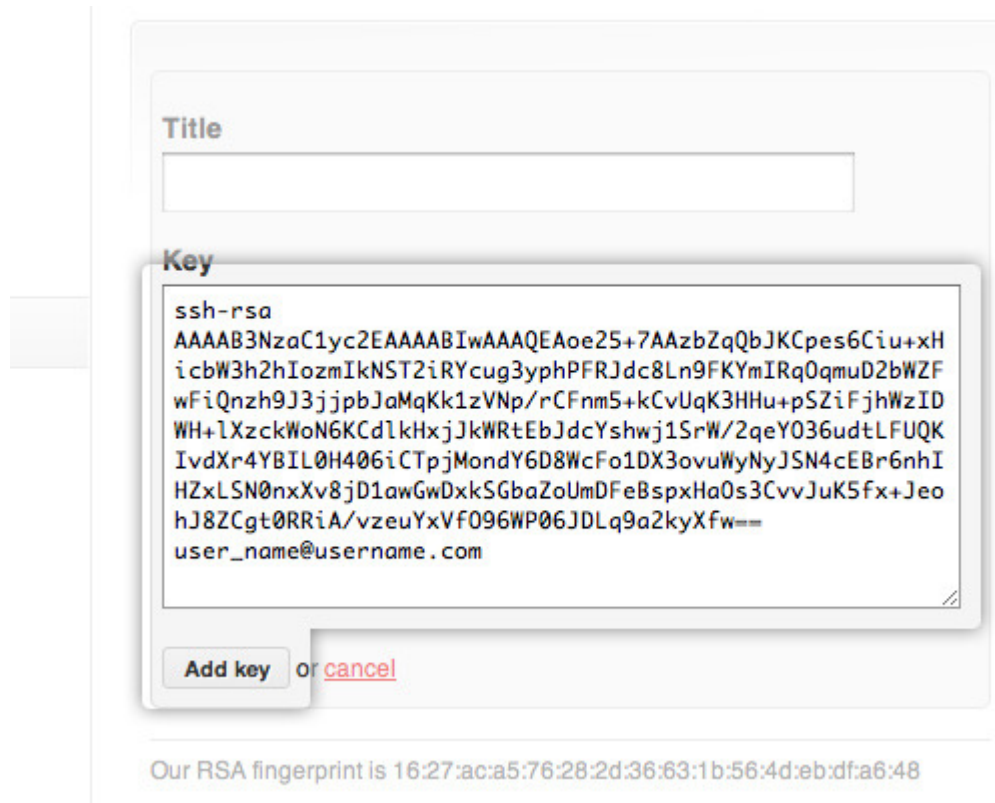 Title
Key
ssh-rsa
AAAAB3NzaC1yc2EAAAABIwAAAQEAoe25+7AAzbZqQbJKCpes6Ciu+xH
icbW3h2hIozmIkNST2iRYcug3yphPFRJdc8Ln9FKYmIRqOqmuD2bWZF
wFiQnzh9J3jjpbJaMqKk1zVNp/rCFnm5+kCvUqK3HHu+pSZiFjhWzID
WH+lXzckWoN6KCdlkHxjJkWRtEbJdcYshwj1SrW/2qeYO36udtLFUQK
IvdXr4YBIL0H406iCTpjMondY6D8WcFo1DX3ovuWyNyJSN4cEBr6nhI
HZxLSN0nxXv8jD1awGwDxkSGbaZoUmDFeBspxHaOs3CvvJuK5fx+Jeo
hJ8ZCgt0RRiA/vzeuYxVfO96WP06JDLq9a2kyXfw==
user_name@username.com
Add key or cancel
Our RSA fingerprint is 16:27:ac:a5:76:28:2d:36:63:1b:56:4d:eb:df:a6:48